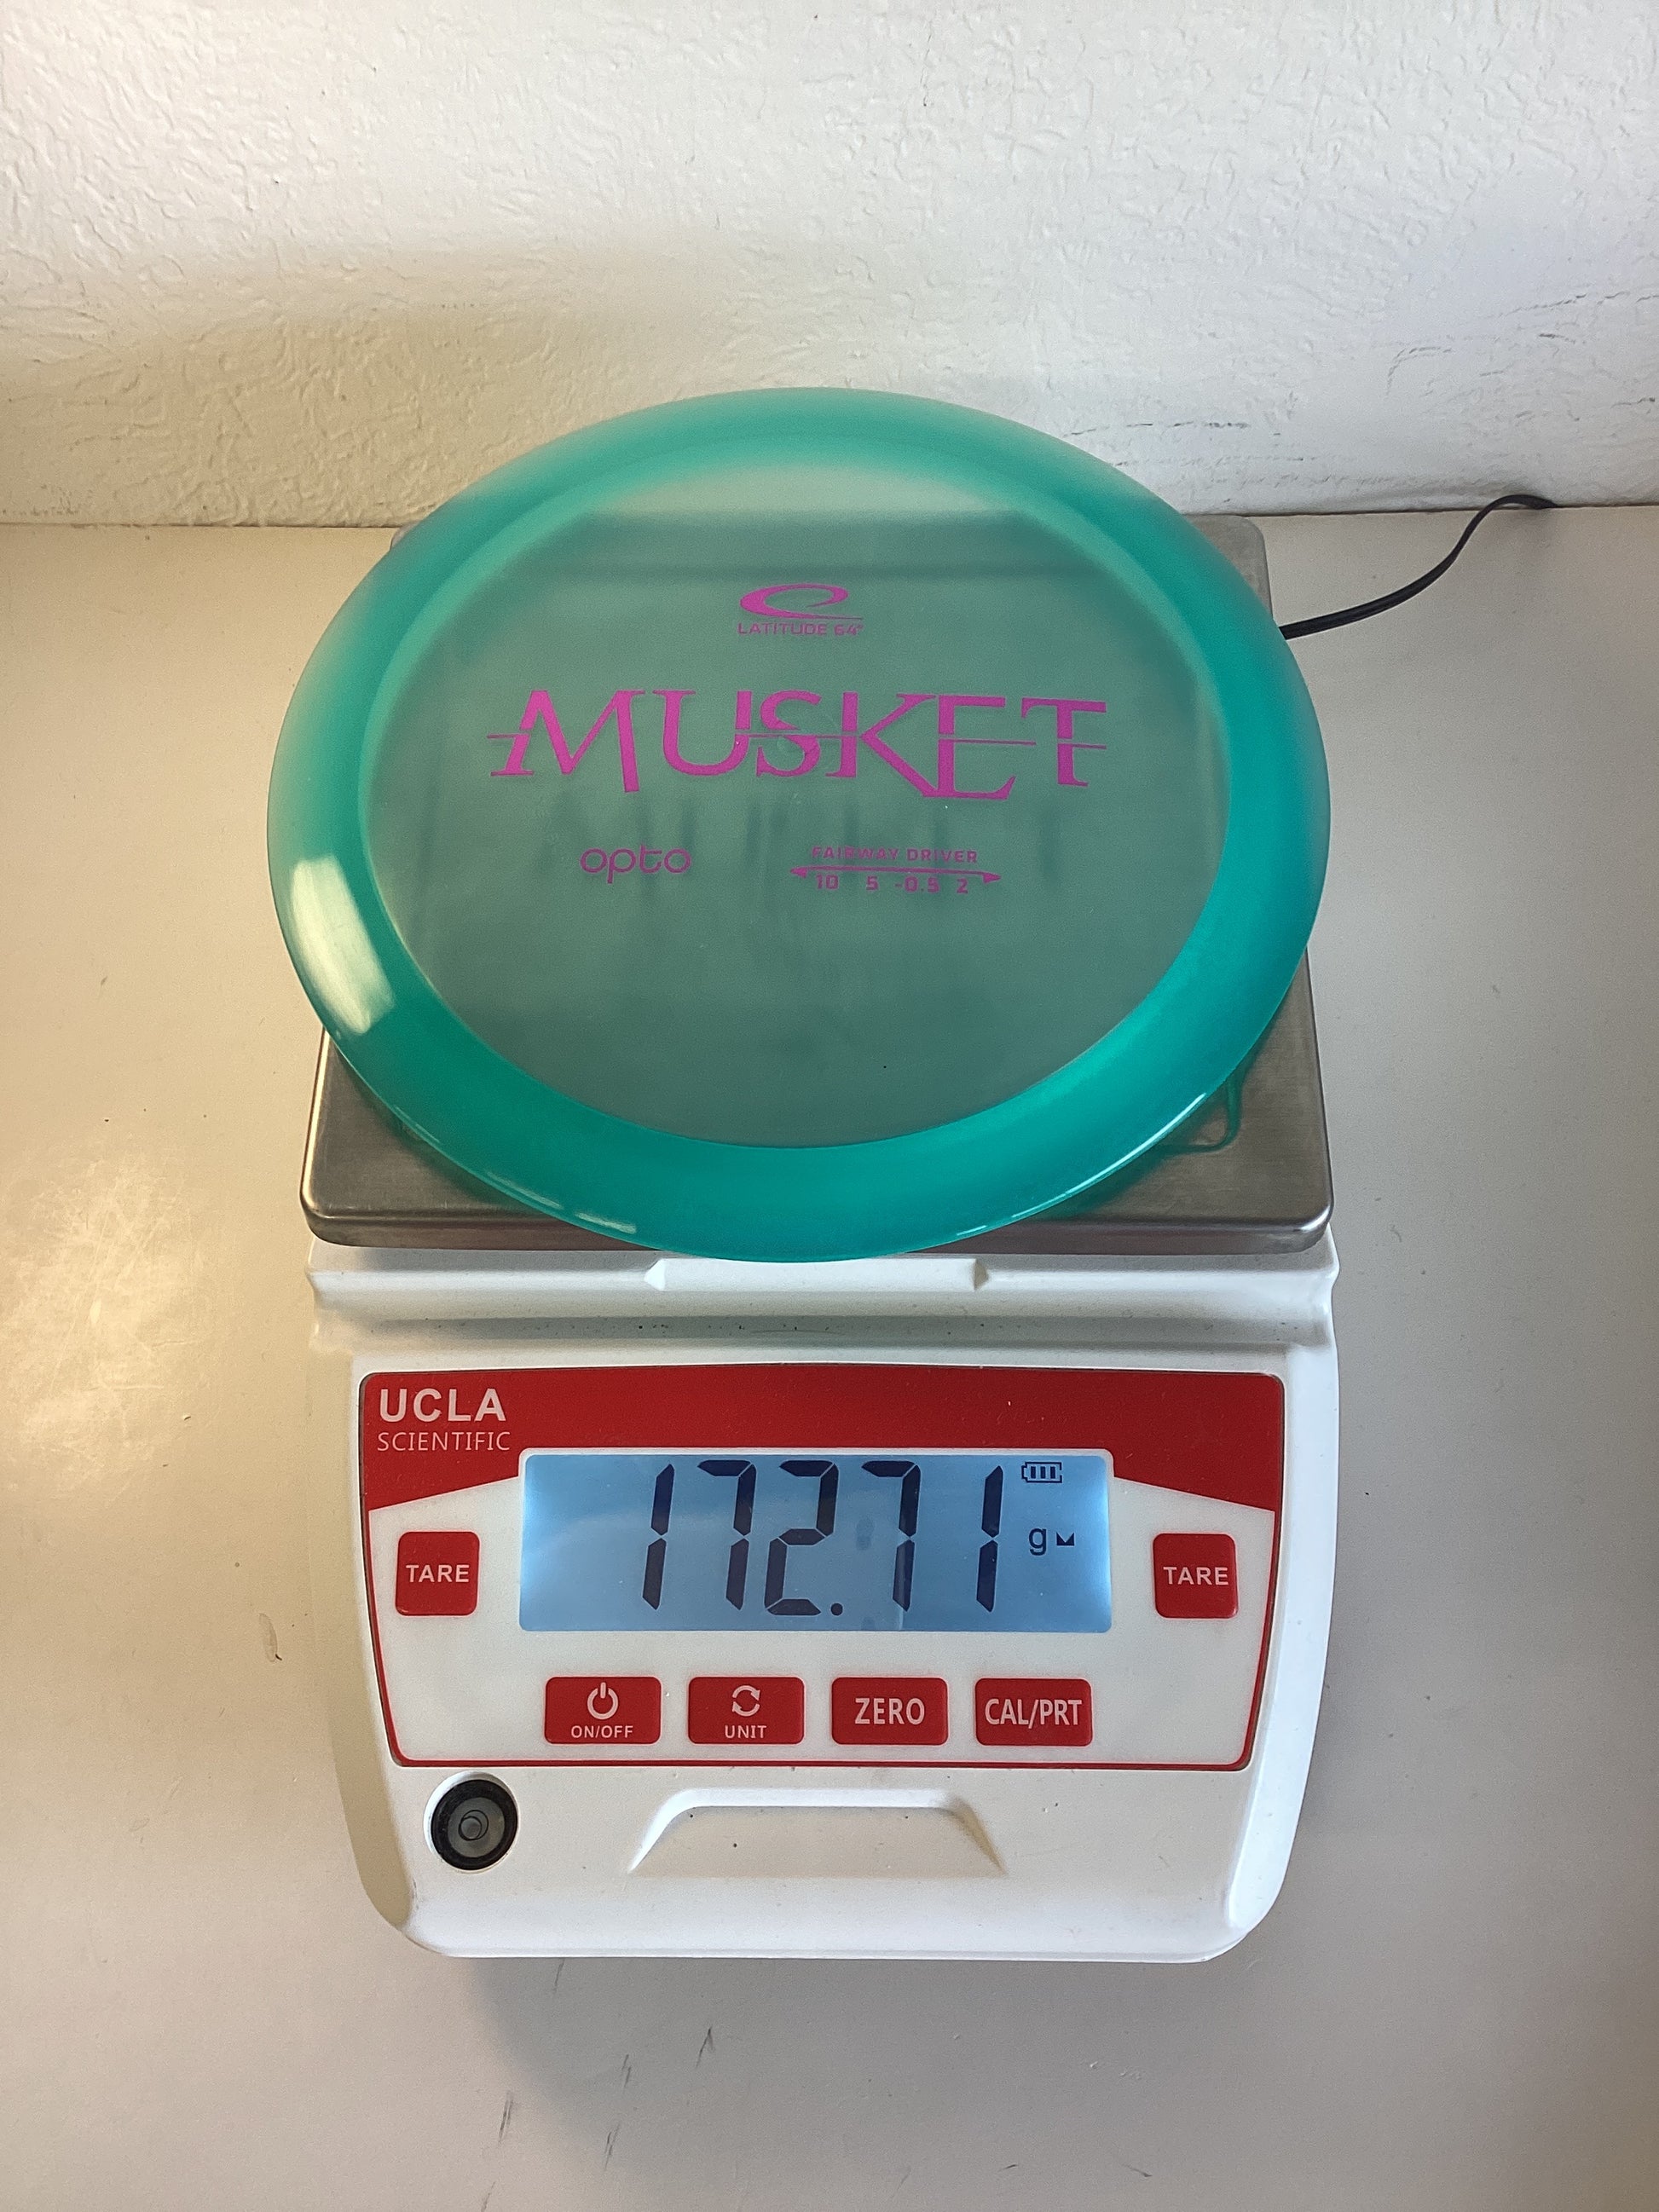 LATITUDE 64°
MUSKET
opto
FAIRWAY DRIVER
10 5 -0.5 2
UCLA
SCIENTIFIC
172.71
g
TARE
TARE
ON/OFF
UNIT
ZERO
CAL/PRT